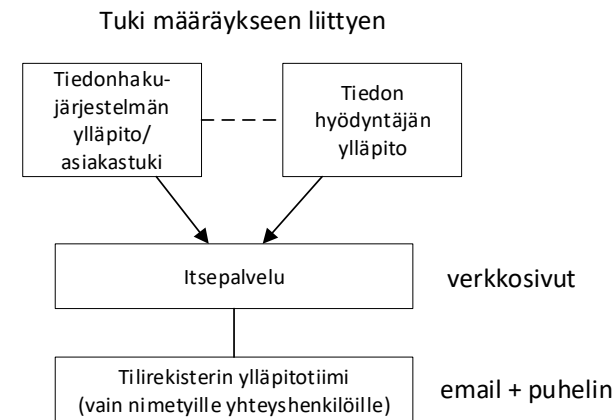 Tuki määräykseen liittyen
Tiedonhaku-
järjestelmän
ylläpito/
asiakastuki
Tiedon
hyödyntäjän
ylläpito
Itsepalvelu
verkkosivut
Tilirekisterin ylläpitotiimi
(vain nimetyille yhteyshenkilöille)
email + puhelin